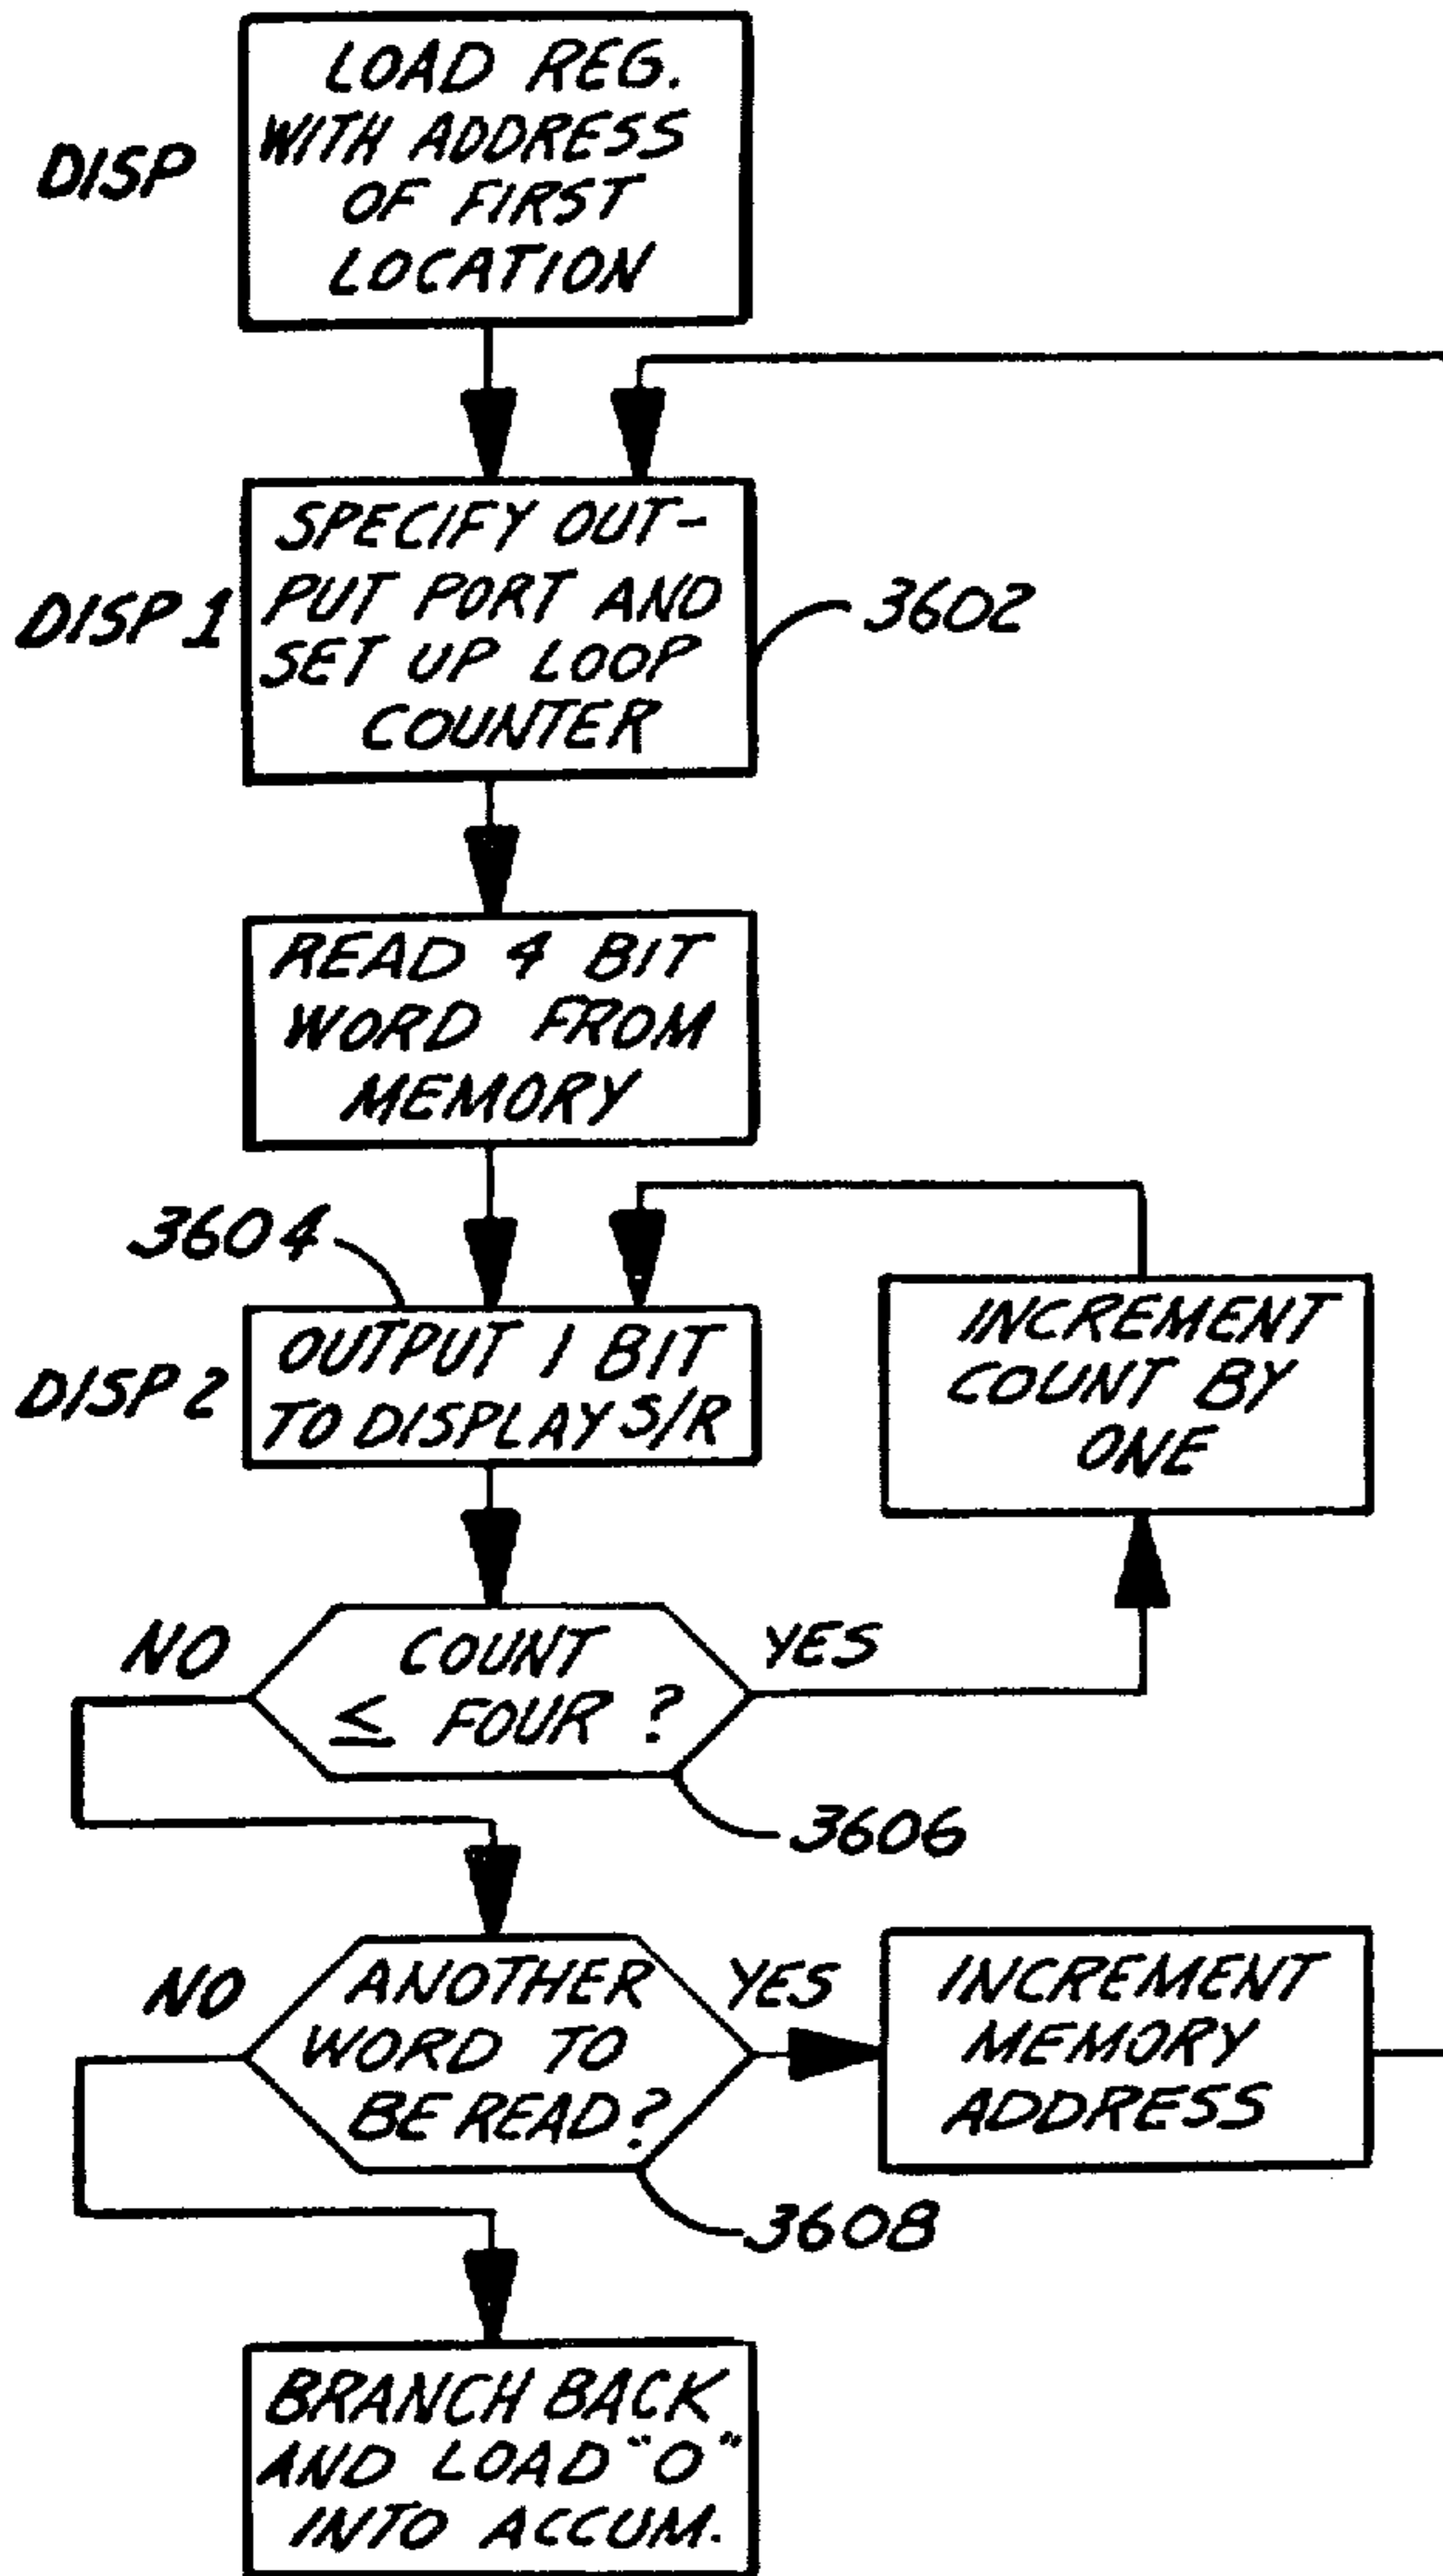 DISP
LOAD REG.
WITH ADDRESS
OF FIRST
LOCATION
DISP 1
SPECIFY OUT-
PUT PORT AND
SET UP LOOP
COUNTER
3602
READ 4 BIT
WORD FROM
MEMORY
3604
DISP 2
OUTPUT 1 BIT
TO DISPLAY S/R
INCREMENT
COUNT BY
ONE
NO
COUNT
≤ FOUR ?
YES
3606
NO
ANOTHER
WORD TO
BE READ?
YES
INCREMENT
MEMORY
ADDRESS
3608
BRANCH BACK
AND LOAD "O"
INTO ACCUM.